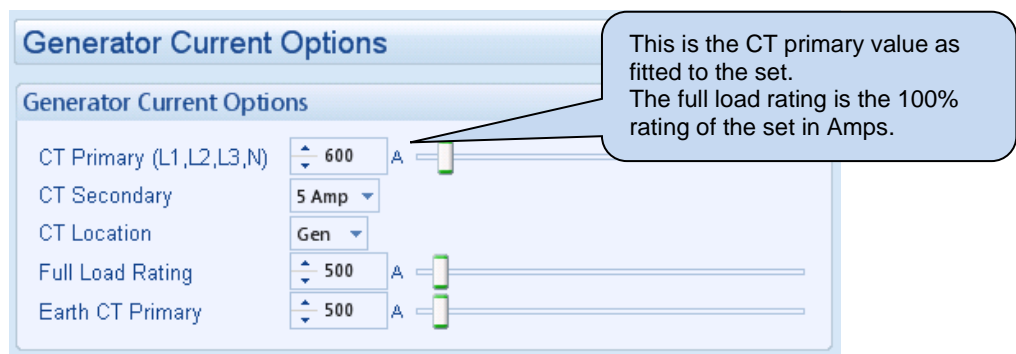 Generator Current Options
This is the CT primary value as
fitted to the set.
The full load rating is the 100%
rating of the set in Amps.
Generator Current Options
CT Primary (L1,L2,L3,N) 600 A
CT Secondary 5 Amp
CT Location Gen
Full Load Rating 500 A
Earth CT Primary 500 A